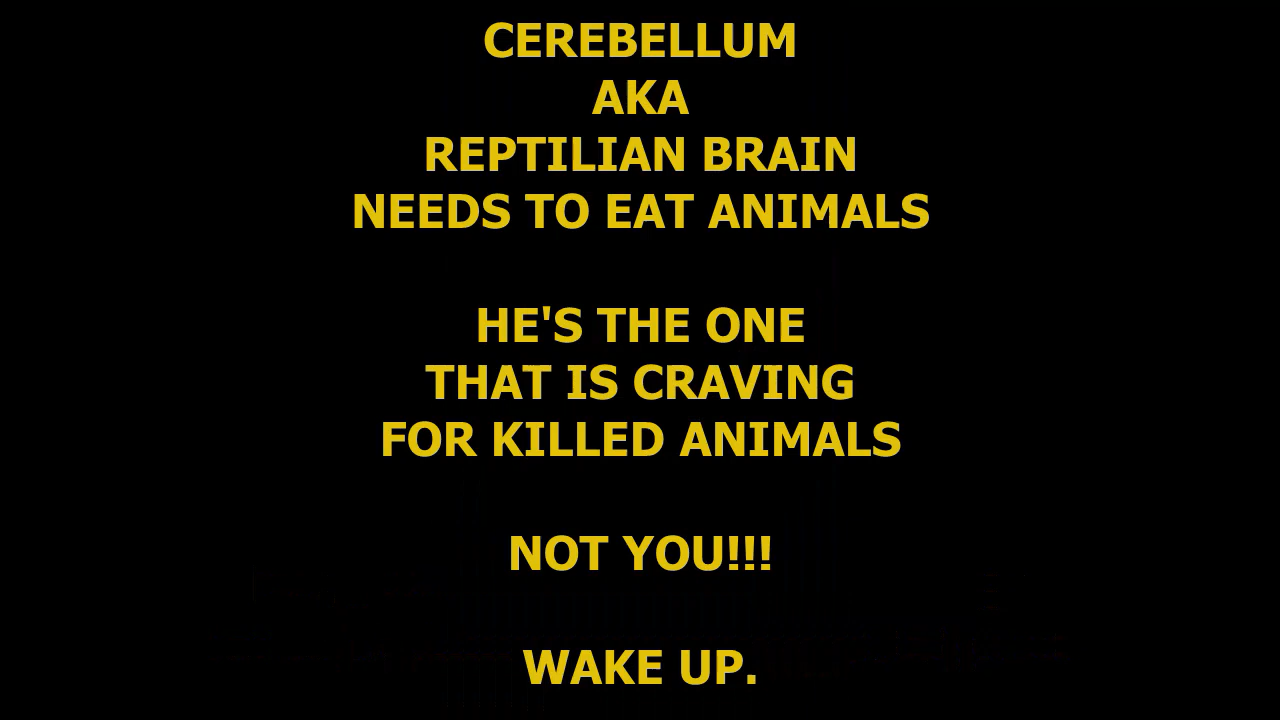 CEREBELLUM
AKA
REPTILIAN BRAIN
NEEDS TO EAT ANIMALS
HE'S THE ONE
THAT IS CRAVING
FOR KILLED ANIMALS
NOT YOU!!!
WAKE UP.